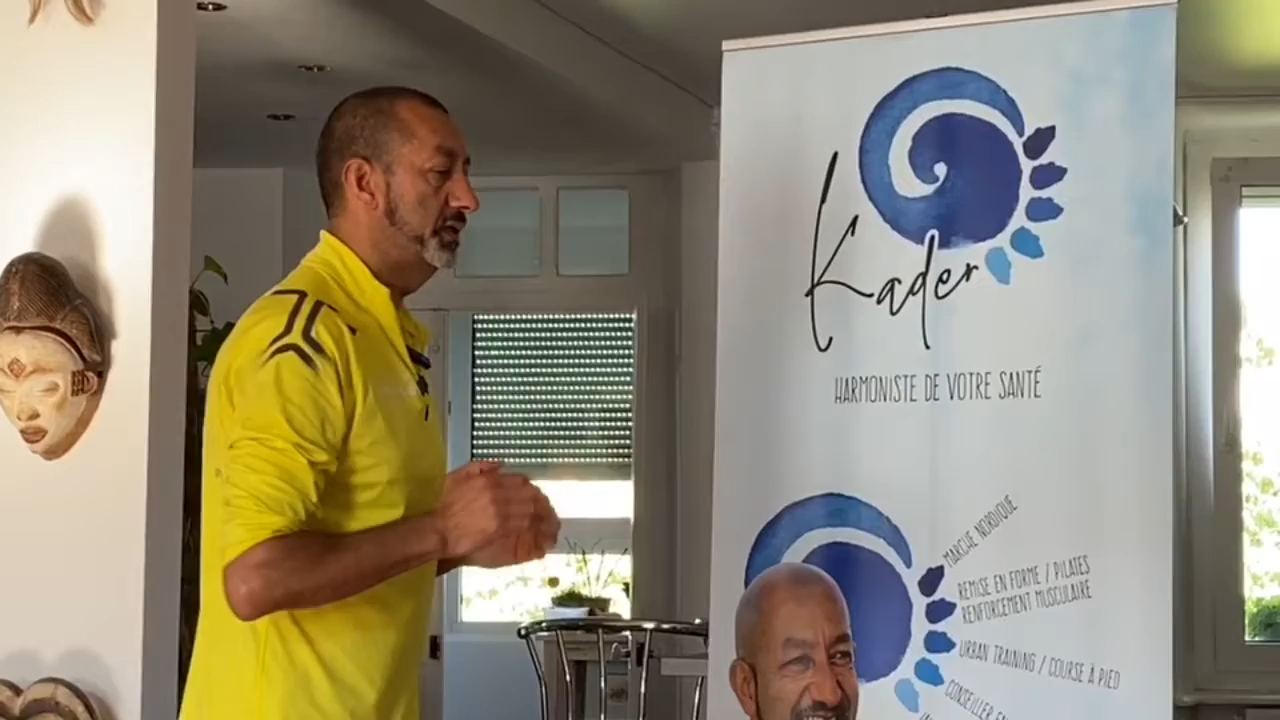 Kader
HARMONISTE DE VOTRE SANTÉ
MARCHE NORDIQUE
REMISE EN FORME / PILATES
RENFORCEMENT MUSCULAIRE
URBAN TRAINING / COURSE À PIED
CONSEILLER EN